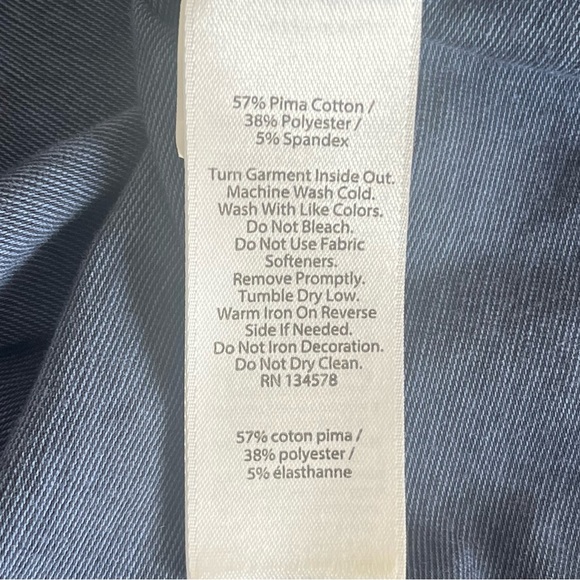 57% Pima Cotton /
38% Polyester /
5% Spandex
Turn Garment Inside Out.
Machine Wash Cold.
Wash With Like Colors.
Do Not Bleach.
Do Not Use Fabric
Softeners.
Remove Promptly.
Tumble Dry Low.
Warm Iron On Reverse
Side If Needed.
Do Not Iron Decoration.
Do Not Dry Clean.
RN 134578
57% coton pima /
38% polyester /
5% élasthanne